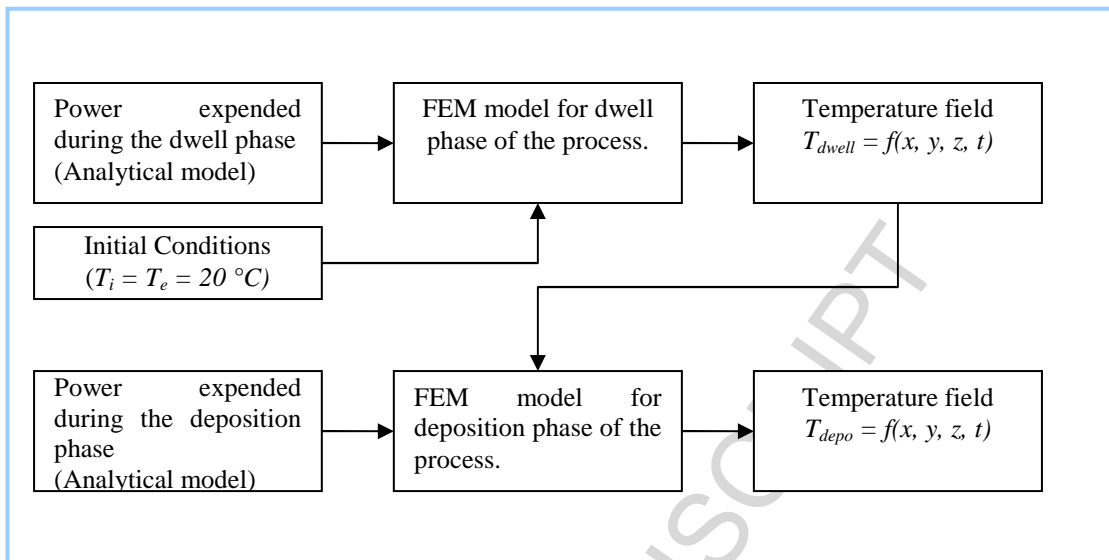 Power expended
during the dwell phase
(Analytical model)
FEM model for dwell
phase of the process.
Temperature field
T_dwell = f(x, y, z, t)
Initial Conditions
(T_i = T_e = 20 °C)
Power expended
during the deposition
phase
(Analytical model)
FEM model for
deposition phase of the
process.
Temperature field
T_depo = f(x, y, z, t)